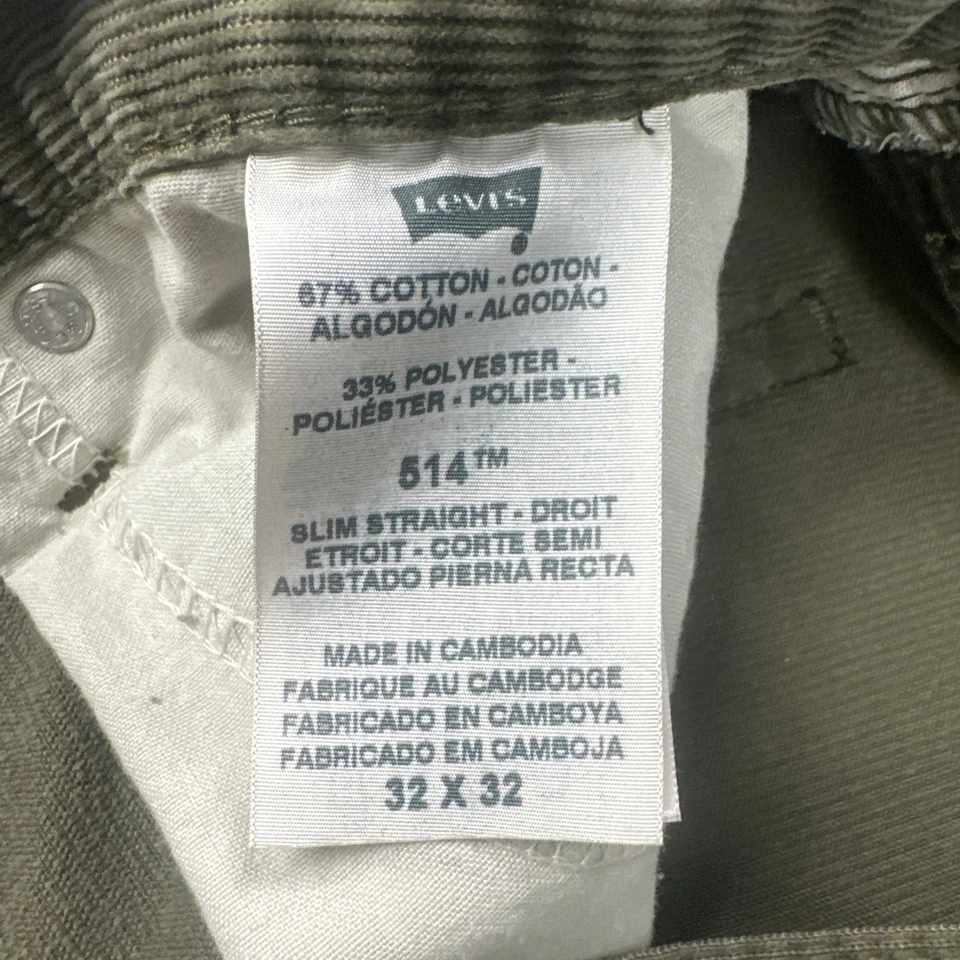 Levi's
67% COTTON - COTON -
ALGODÓN - ALGODÃO
33% POLYESTER -
POLIÉSTER - POLIESTER
514™
SLIM STRAIGHT - DROIT
ETROIT - CORTE SEMI
AJUSTADO PIERNA RECTA
MADE IN CAMBODIA
FABRIQUE AU CAMBODGE
FABRICADO EN CAMBOYA
FABRICADO EM CAMBOJA
32 X 32